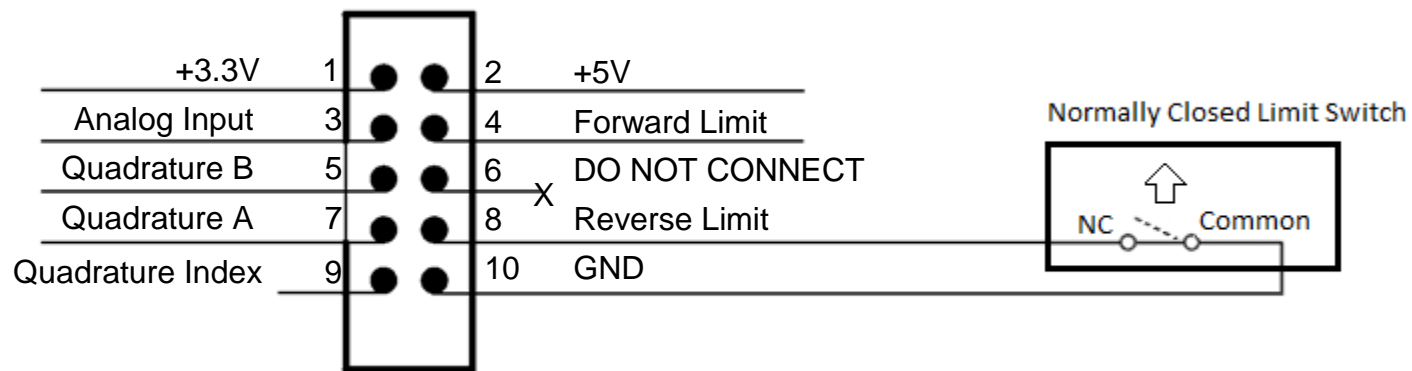 +3.3V 1 2 +5V
Analog Input 3 4 Forward Limit
Normally Closed Limit Switch
Quadrature B 5 6 DO NOT CONNECT
X
Quadrature A 7 8 Reverse Limit
NC Common
Quadrature Index 9 10 GND